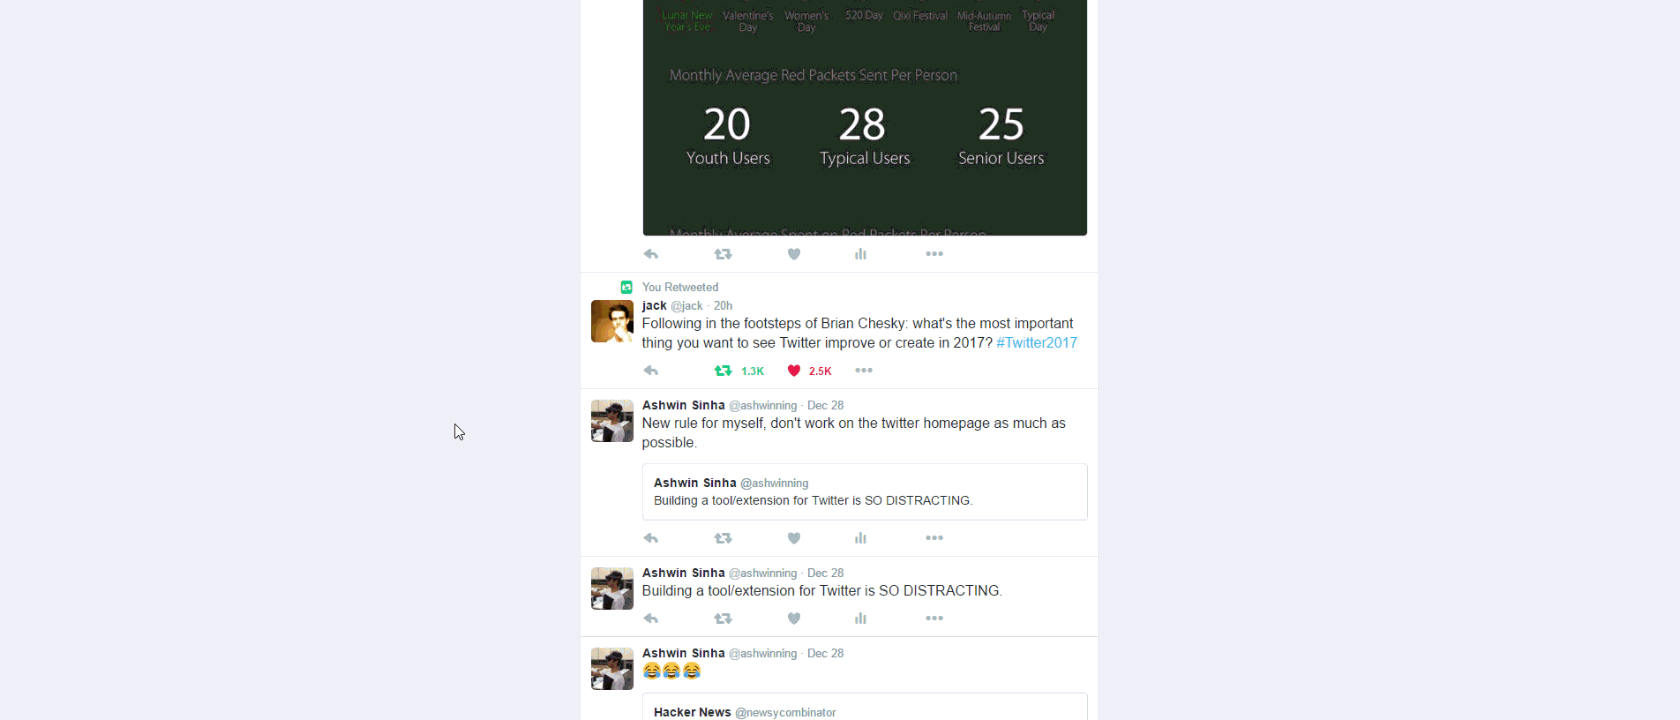 Lunar New Valentine's Women's 520 Day Qixi Festival Mid-Autumn Typical
Year's Eve Day Day Festival Day
Monthly Average Red Packets Sent Per Person
20 28 25
Youth Users Typical Users Senior Users
Monthly Average Spent on Red Packets Per Person
You Retweeted
jack @jack · 20h
Following in the footsteps of Brian Chesky: what's the most important
thing you want to see Twitter improve or create in 2017? #Twitter2017
1.3K 2.5K
Ashwin Sinha @ashwinning · Dec 28
New rule for myself, don't work on the twitter homepage as much as
possible.
Ashwin Sinha @ashwinning
Building a tool/extension for Twitter is SO DISTRACTING.
Ashwin Sinha @ashwinning · Dec 28
Building a tool/extension for Twitter is SO DISTRACTING.
Ashwin Sinha @ashwinning · Dec 28
😂😂😂
Hacker News @newsycombinator